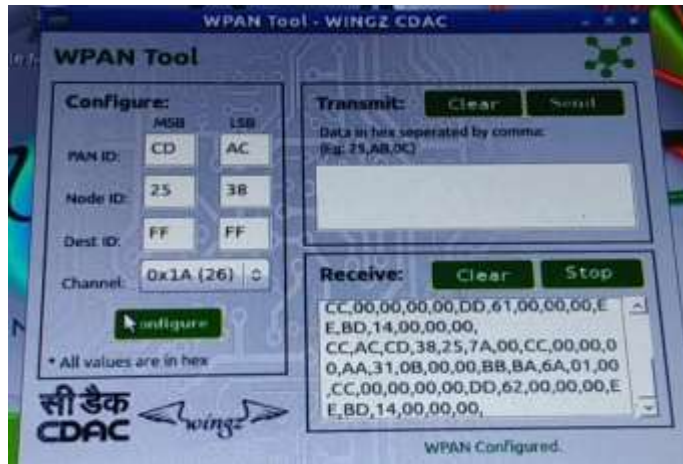 WPAN Tool - WINGZ CDAC
WPAN Tool
Configure:
MSB LSB
PAN ID: CD AC
Node ID: 25 38
Dest ID: FF FF
Channel: 0x1A (26)
Configure
* All values are in hex
सी डैक
CDAC
wingz
Transmit: Clear Send
Data in hex seperated by comma:
(Eg: 25,AB,0C)
Receive: Clear Stop
CC,00,00,00,00,DD,61,00,00,00,E
E,BD,14,00,00,00,
CC,AC,CD,38,25,7A,00,CC,00,00,0
0,AA,31,0B,00,00,BB,BA,6A,01,00
,CC,00,00,00,00,DD,62,00,00,00,E
E,BD,14,00,00,00,
WPAN Configured.